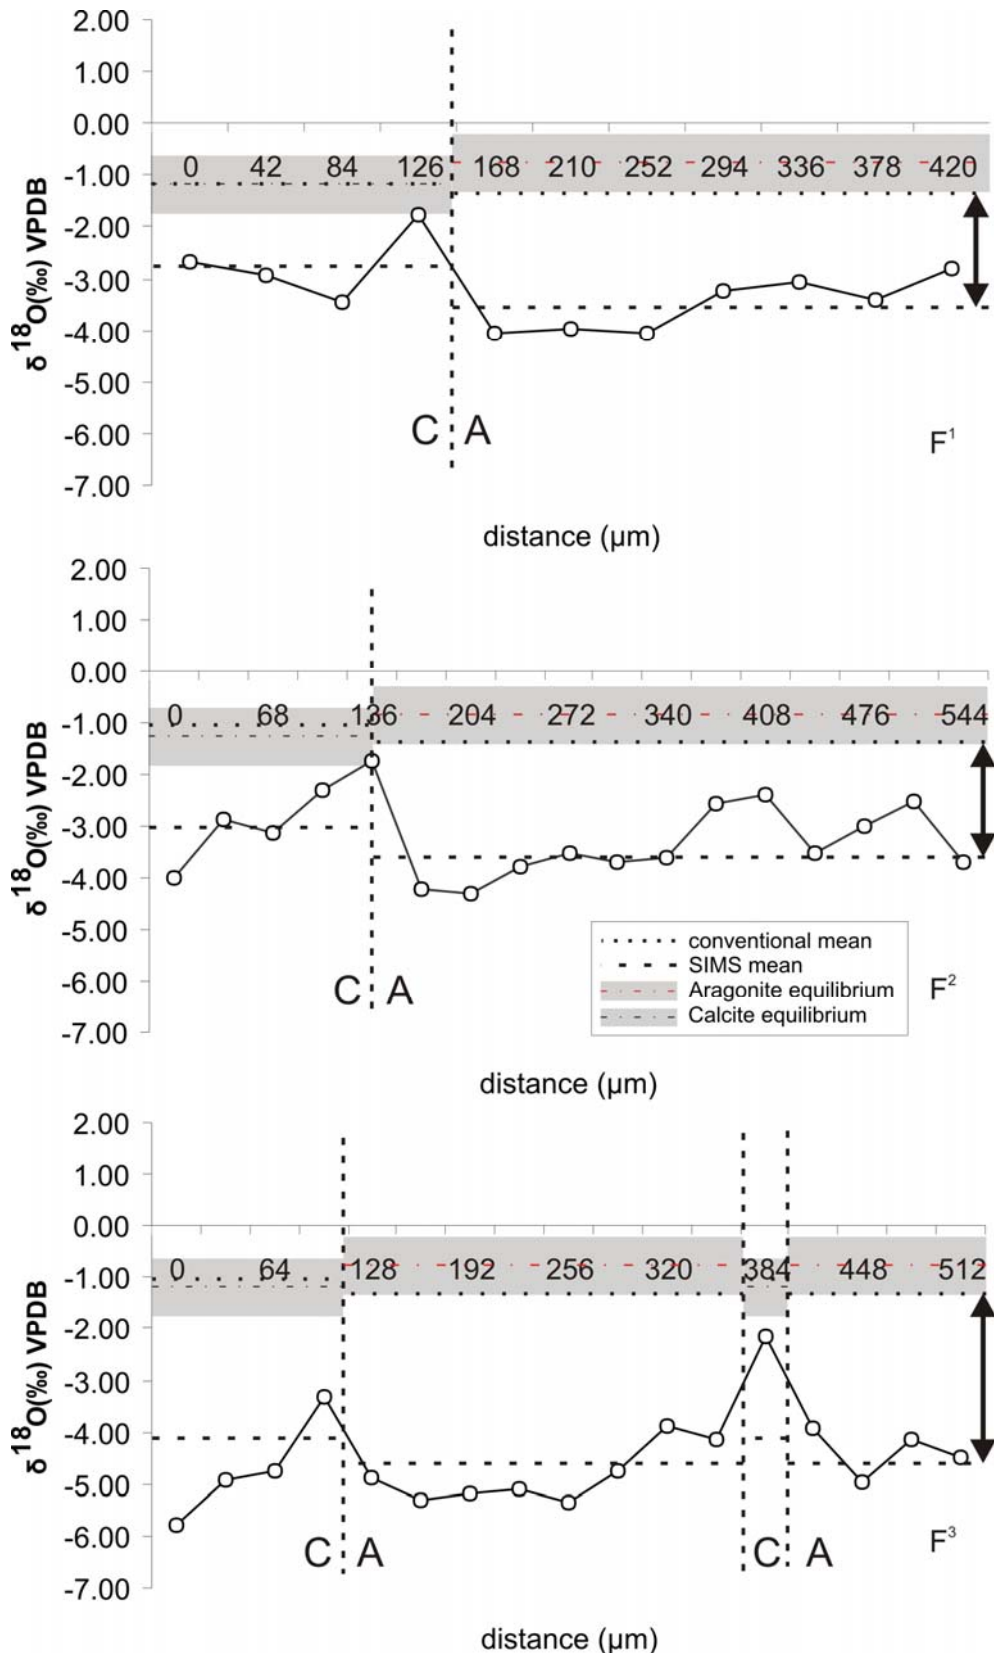 2.00
1.00
0.00
0 42 84 126 168 210 252 294 336 378 420
-1.00
-2.00
-3.00
-4.00
-5.00
-6.00
-7.00
δ18O(‰) VPDB
C A
F1
distance (µm)
2.00
1.00
0.00
0 68 136 204 272 340 408 476 544
-1.00
-2.00
-3.00
-4.00
-5.00
-6.00
-7.00
δ18O(‰) VPDB
conventional mean
SIMS mean
Aragonite equilibrium
Calcite equilibrium
C A
F2
distance (µm)
2.00
1.00
0.00
0 64 128 192 256 320 384 448 512
-1.00
-2.00
-3.00
-4.00
-5.00
-6.00
-7.00
δ18O(‰) VPDB
C A C A
F3
distance (µm)